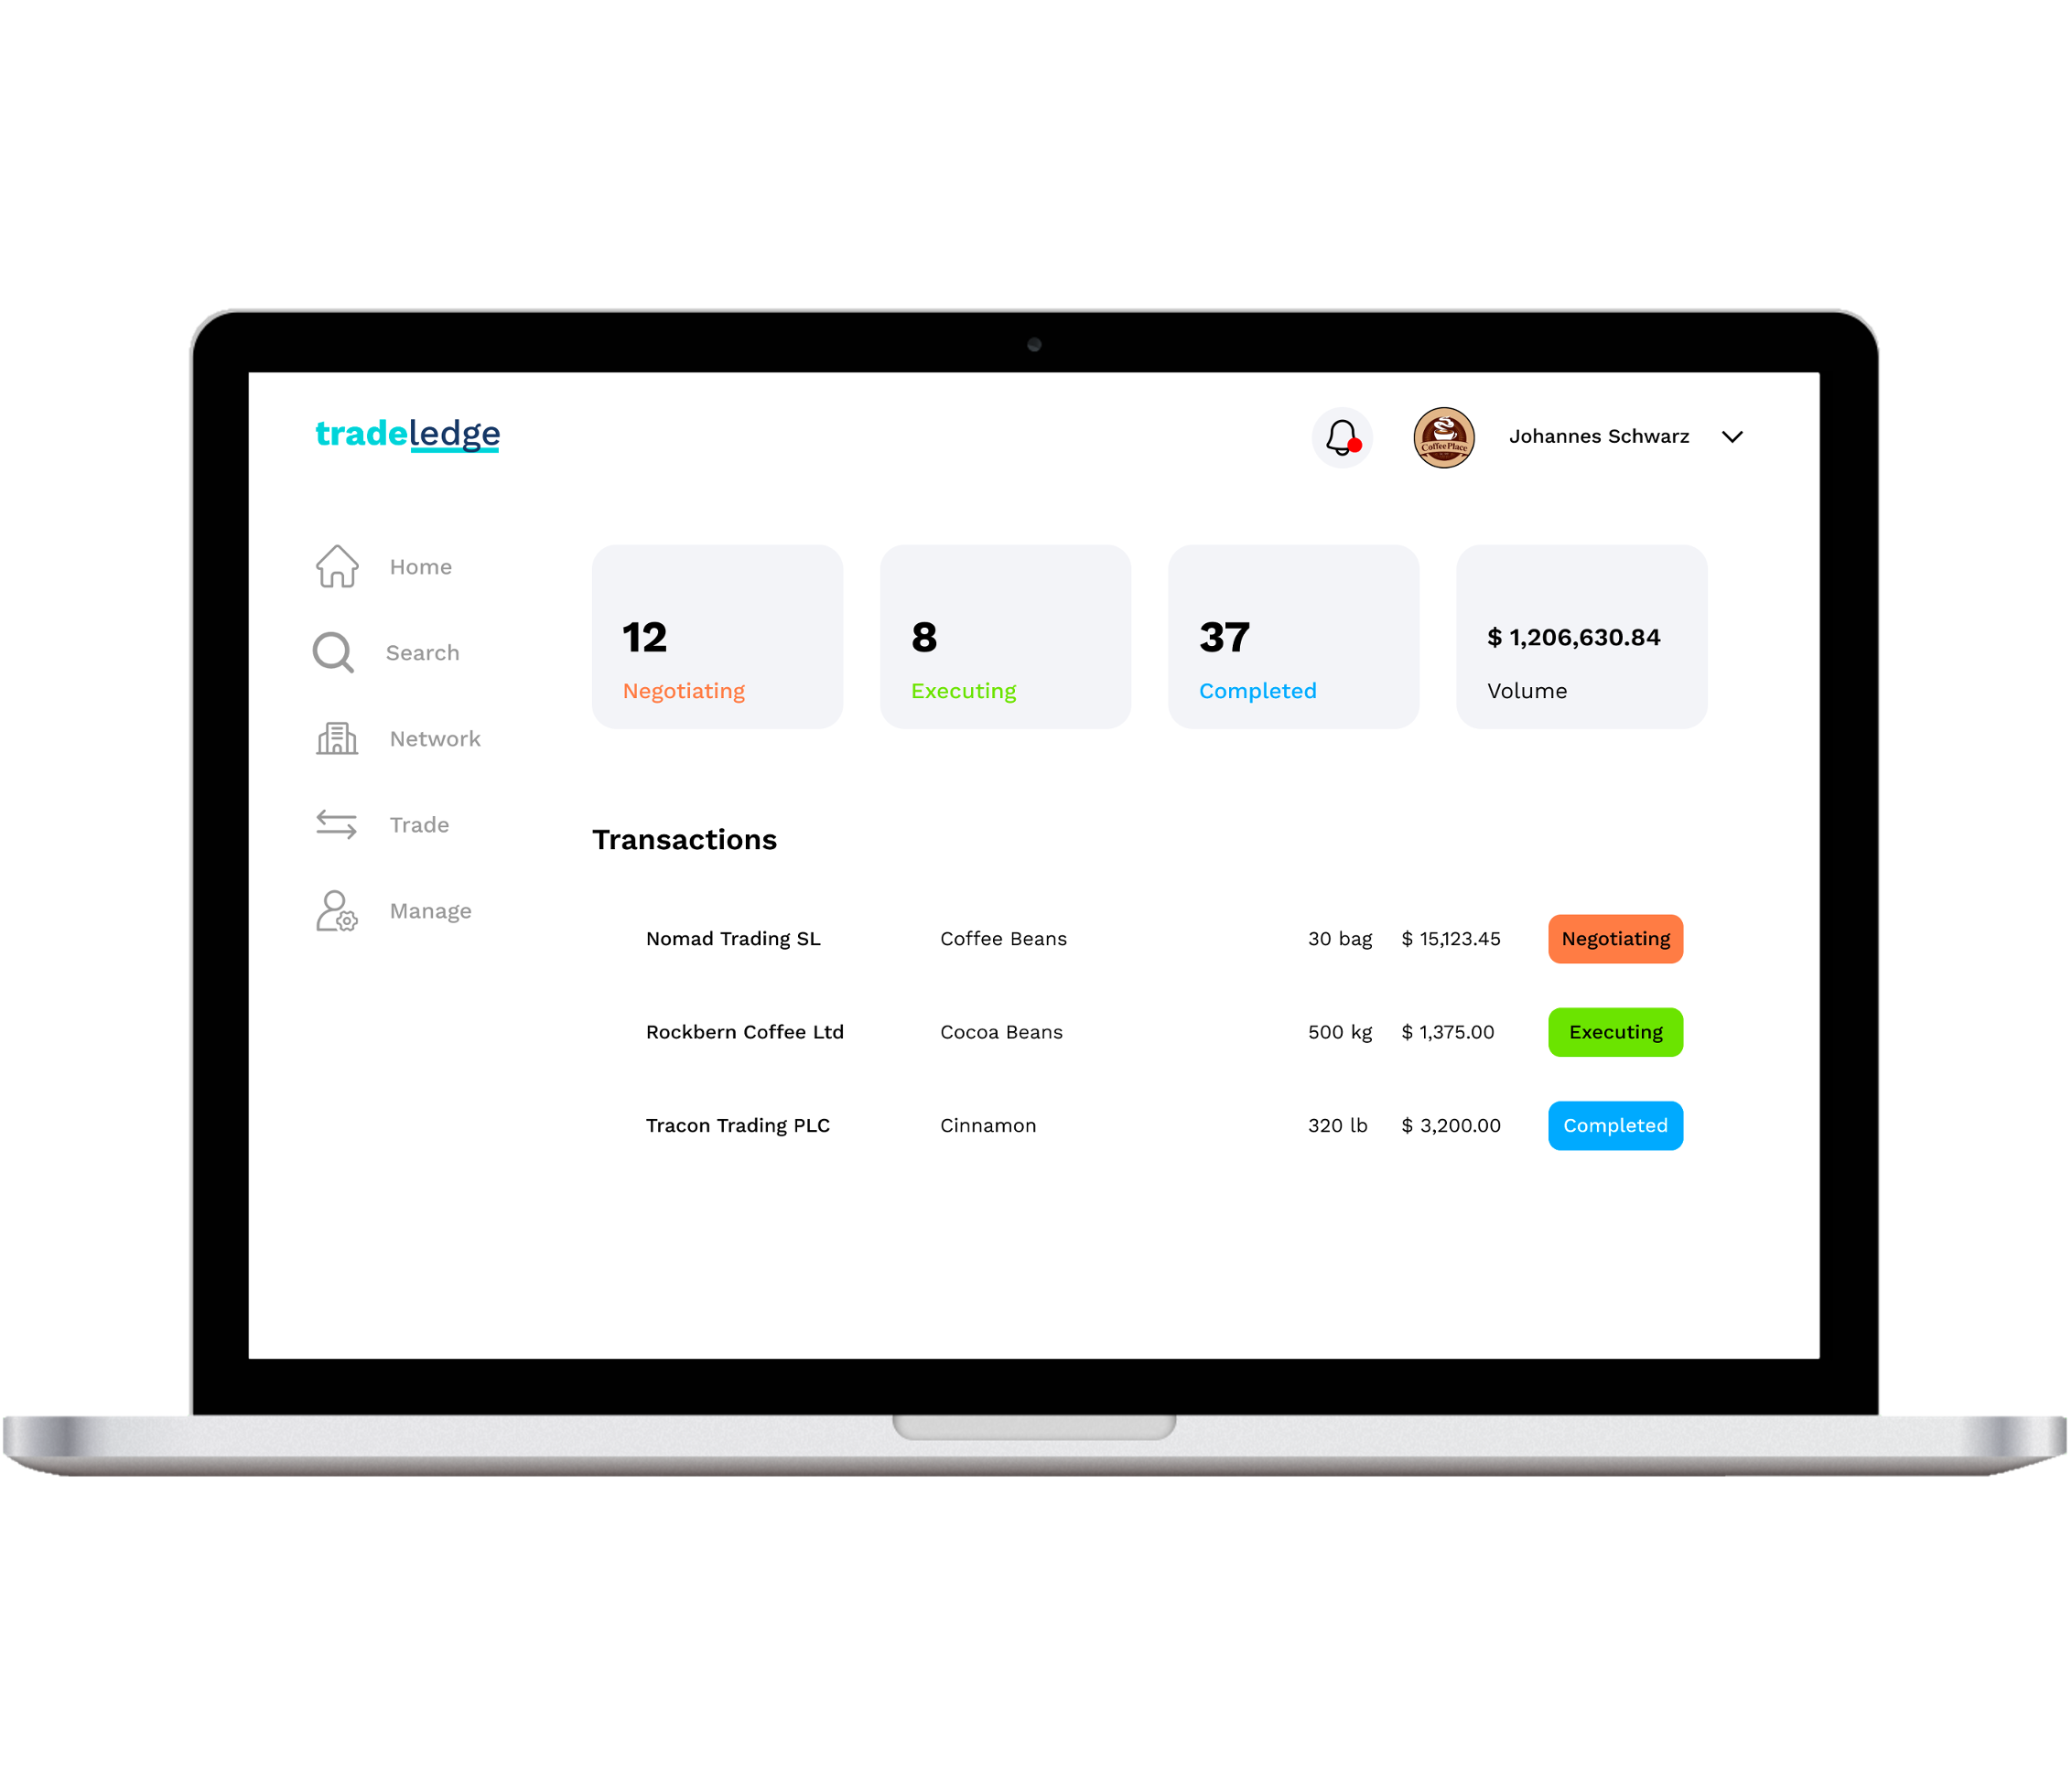 tradeledge
Johannes Schwarz
Coffee Place
Home
Search
Network
Trade
Manage
12
Negotiating
8
Executing
37
Completed
$ 1,206,630.84
Volume
Transactions
Nomad Trading SL Coffee Beans 30 bag $ 15,123.45 Negotiating
Rockbern Coffee Ltd Cocoa Beans 500 kg $ 1,375.00 Executing
Tracon Trading PLC Cinnamon 320 lb $ 3,200.00 Completed